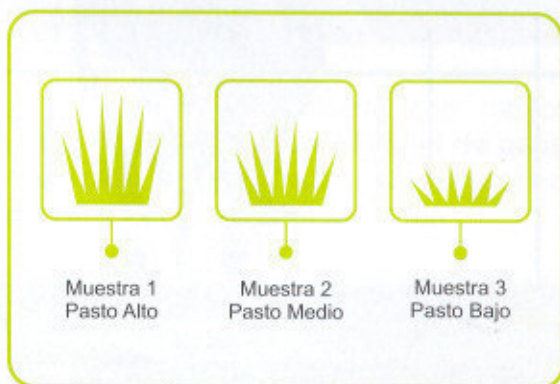 Muestra 1
Pasto Alto
Muestra 2
Pasto Medio
Muestra 3
Pasto Bajo